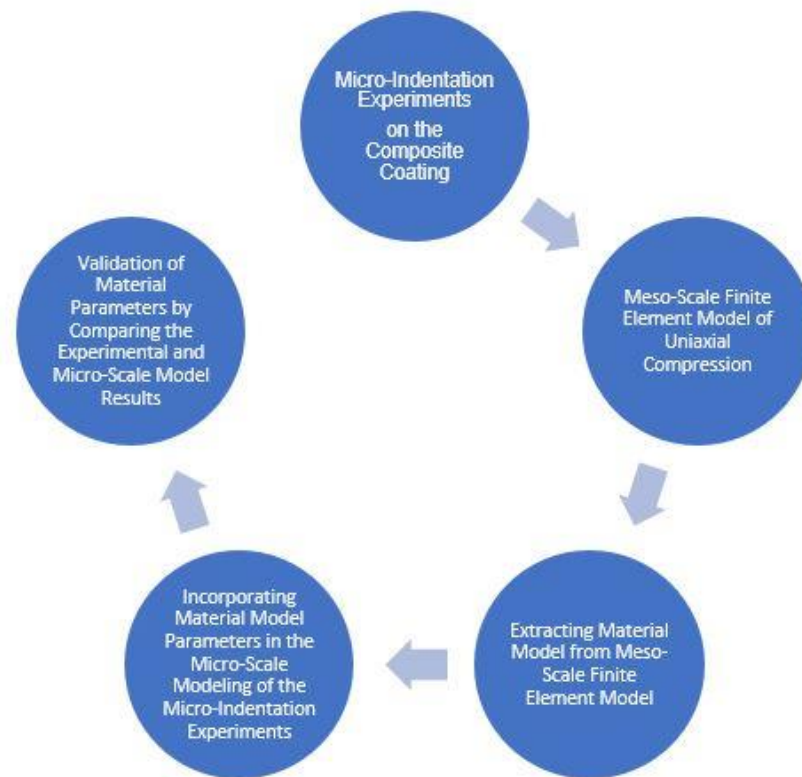 Micro-Indentation
Experiments
on the
Composite
Coating
Meso-Scale Finite
Element Model of
Uniaxial
Compression
Extracting Material
Model from Meso-
Scale Finite
Element Model
Incorporating
Material Model
Parameters in the
Micro-Scale
Modeling of the
Micro-Indentation
Experiments
Validation of
Material
Parameters by
Comparing the
Experimental and
Micro-Scale Model
Results